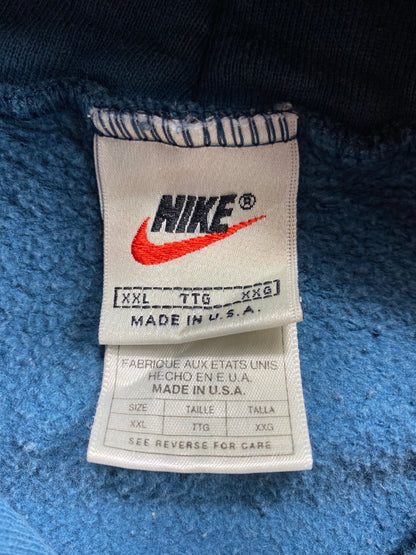 NIKE®
XXL TTG XXG
MADE IN U.S.A.
FABRIQUE AUX ETATS UNIS
HECHO EN E.U.A.
MADE IN U.S.A.
SIZE TAILLE TALLA
XXL TTG XXG
SEE REVERSE FOR CARE